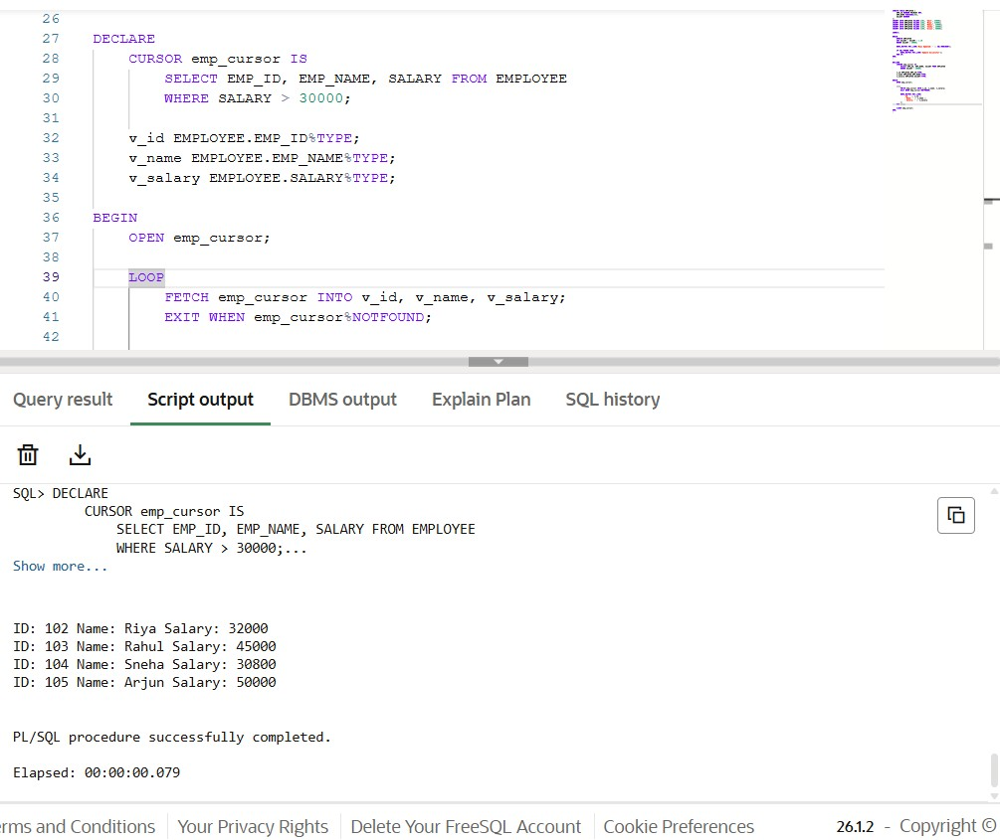 26
27 DECLARE
28 CURSOR emp_cursor IS
29 SELECT EMP_ID, EMP_NAME, SALARY FROM EMPLOYEE
30 WHERE SALARY > 30000;
31
32 v_id EMPLOYEE.EMP_ID%TYPE;
33 v_name EMPLOYEE.EMP_NAME%TYPE;
34 v_salary EMPLOYEE.SALARY%TYPE;
35
36 BEGIN
37 OPEN emp_cursor;
38
39 LOOP
40 FETCH emp_cursor INTO v_id, v_name, v_salary;
41 EXIT WHEN emp_cursor%NOTFOUND;
42
Query result Script output DBMS output Explain Plan SQL history
SQL> DECLARE
CURSOR emp_cursor IS
SELECT EMP_ID, EMP_NAME, SALARY FROM EMPLOYEE
WHERE SALARY > 30000;...
Show more...
ID: 102 Name: Riya Salary: 32000
ID: 103 Name: Rahul Salary: 45000
ID: 104 Name: Sneha Salary: 30800
ID: 105 Name: Arjun Salary: 50000
PL/SQL procedure successfully completed.
Elapsed: 00:00:00.079
rms and Conditions Your Privacy Rights Delete Your FreeSQL Account Cookie Preferences 26.1.2 - Copyright ©